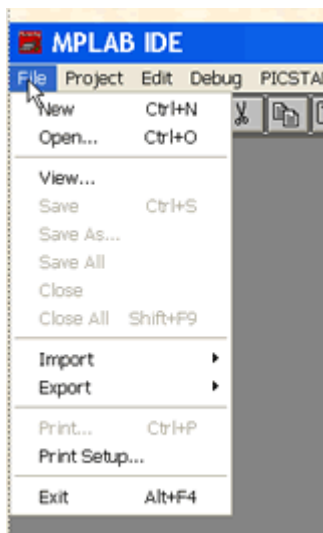 MPLAB IDE
File Project Edit Debug
New Ctrl+N
Open... Ctrl+O
View...
Save Ctrl+S
Save As...
Save All
Close
Close All Shift+F9
Import
Export
Print... Ctrl+P
Print Setup...
Exit Alt+F4